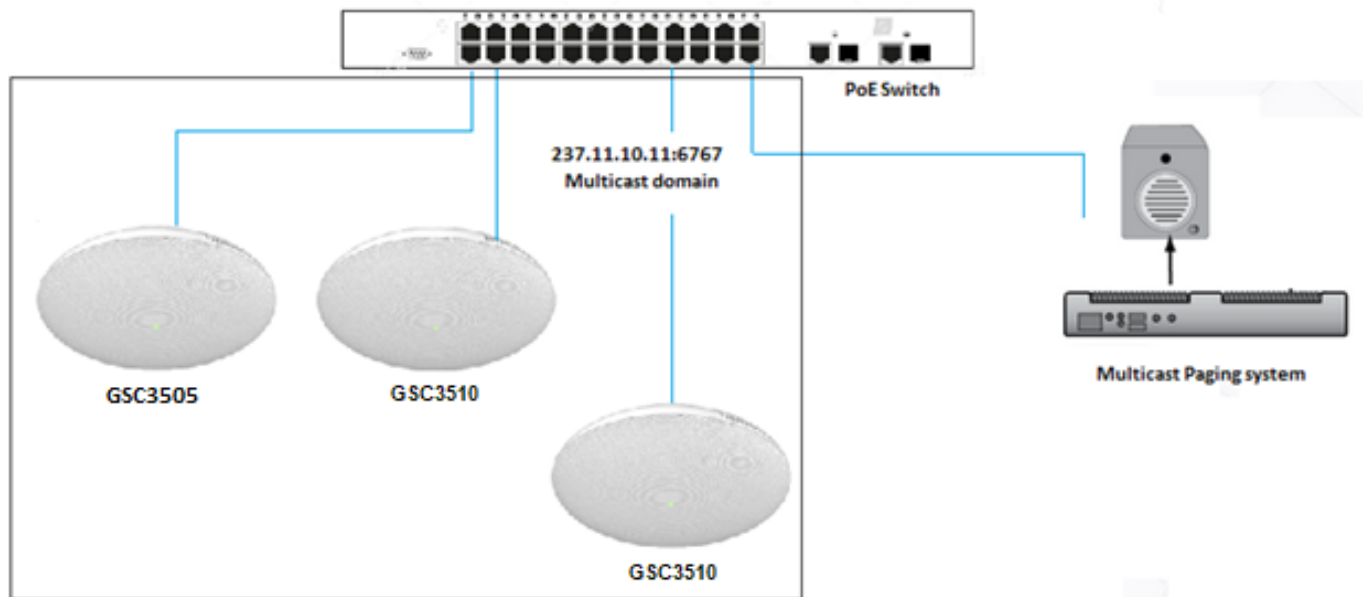 PoE Switch
237.11.10.11:6767
Multicast domain
GSC3505
GSC3510
Multicast Paging system
GSC3510